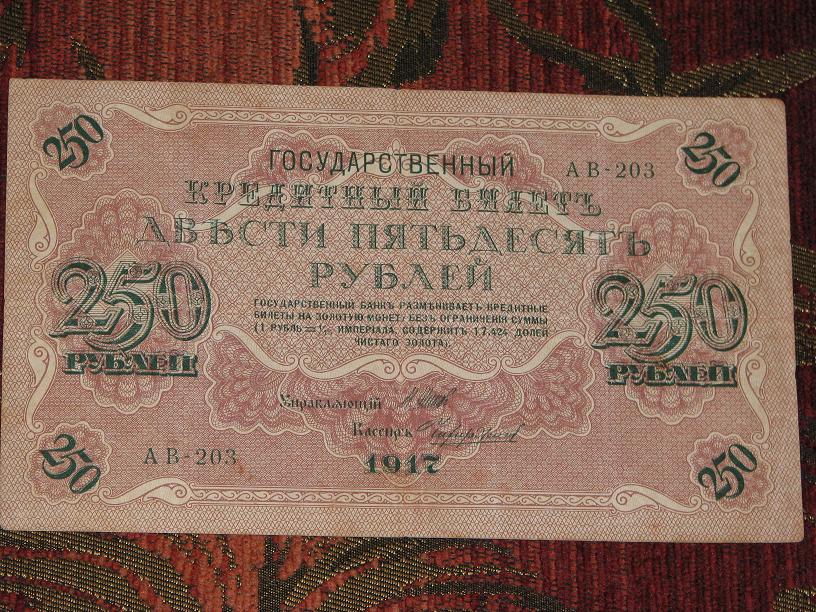 250
250
ГОСУДАРСТВЕННЫЙ
АВ-203
КРЕДИТНЫЙ БИЛЕТЪ
ДВѢСТИ ПЯТЬДЕСЯТЪ
РУБЛЕЙ
250
РУБЛЕЙ
250
РУБЛЕЙ
ГОСУДАРСТВЕННЫЙ БАНКЪ РАЗМѢНИВАЕТЪ КРЕДИТНЫЕ
БИЛЕТЫ НА ЗОЛОТУЮ МОНЕТУ БЕЗЪ ОГРАНИЧЕНІЯ СУММЫ
(1 РУБЛЬ = 1/15 ИМПЕРІАЛА, СОДЕРЖИТЪ 17,424 ДОЛЕЙ
ЧИСТАГО ЗОЛОТА).
Управляющій
Кассиръ
АВ-203
1917
250
250